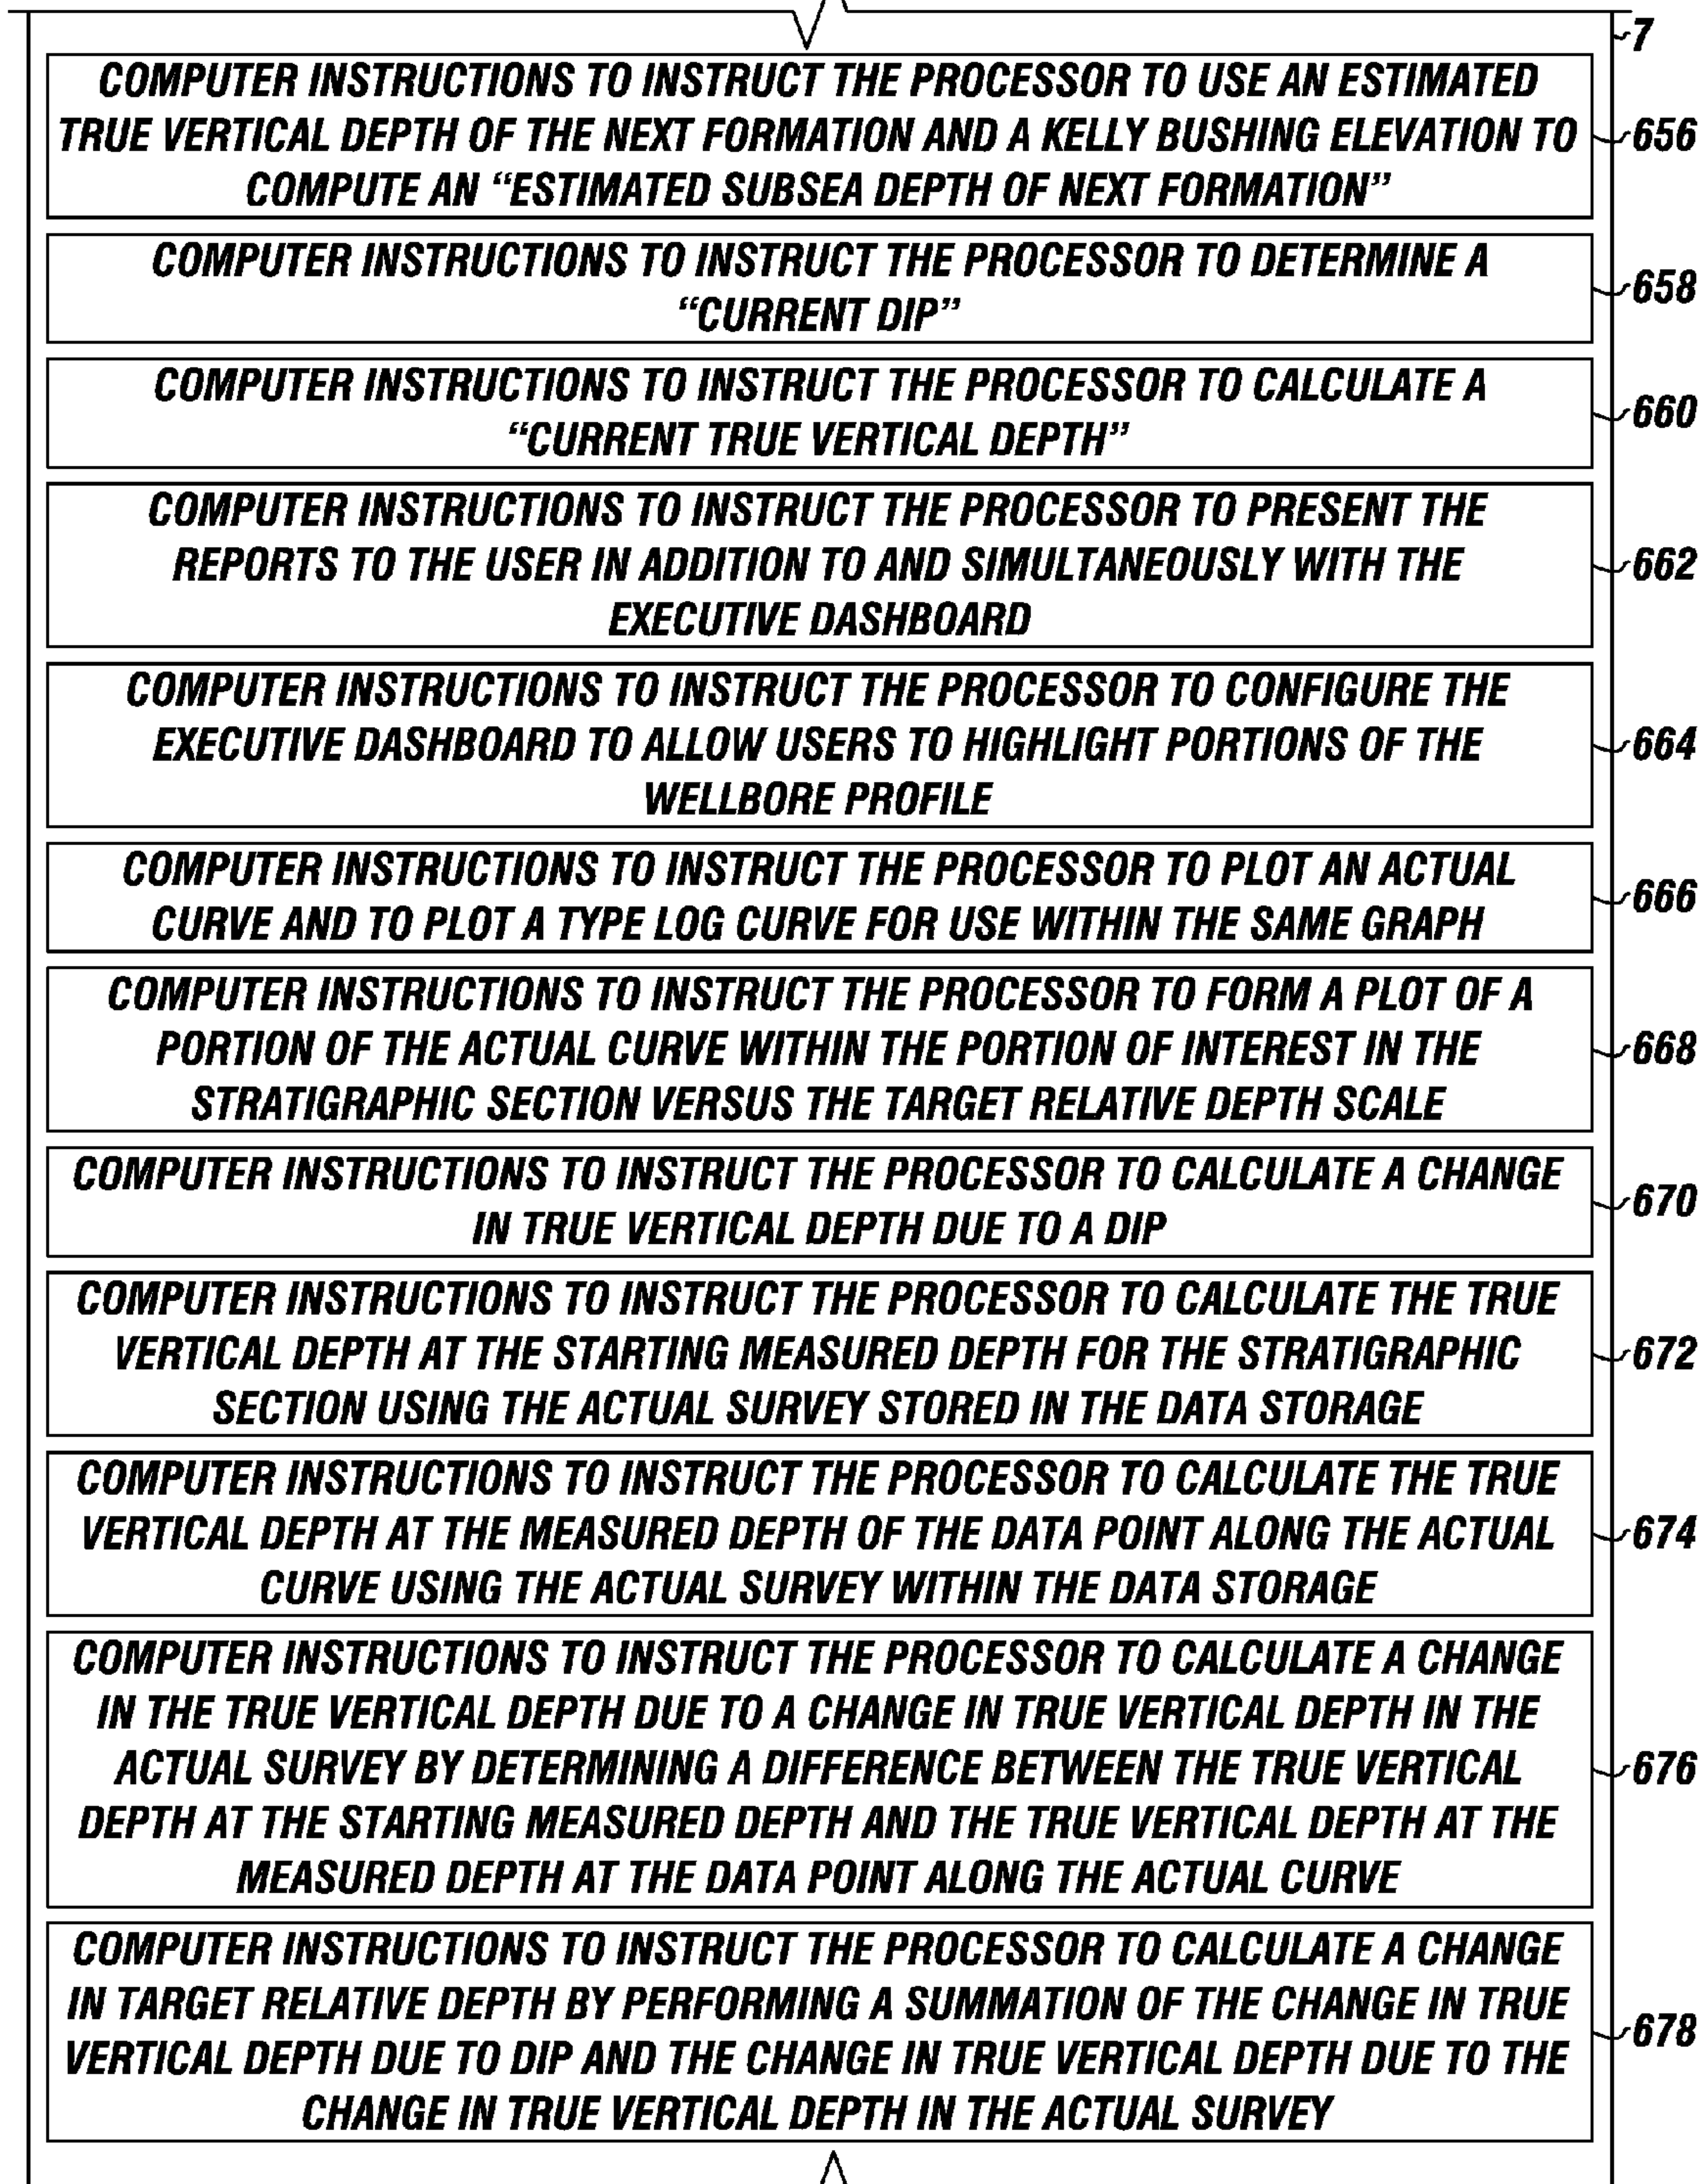 7
COMPUTER INSTRUCTIONS TO INSTRUCT THE PROCESSOR TO USE AN ESTIMATED
TRUE VERTICAL DEPTH OF THE NEXT FORMATION AND A KELLY BUSHING ELEVATION TO
COMPUTE AN “ESTIMATED SUBSEA DEPTH OF NEXT FORMATION”
656
COMPUTER INSTRUCTIONS TO INSTRUCT THE PROCESSOR TO DETERMINE A
“CURRENT DIP”
658
COMPUTER INSTRUCTIONS TO INSTRUCT THE PROCESSOR TO CALCULATE A
“CURRENT TRUE VERTICAL DEPTH”
660
COMPUTER INSTRUCTIONS TO INSTRUCT THE PROCESSOR TO PRESENT THE
REPORTS TO THE USER IN ADDITION TO AND SIMULTANEOUSLY WITH THE
EXECUTIVE DASHBOARD
662
COMPUTER INSTRUCTIONS TO INSTRUCT THE PROCESSOR TO CONFIGURE THE
EXECUTIVE DASHBOARD TO ALLOW USERS TO HIGHLIGHT PORTIONS OF THE
WELLBORE PROFILE
664
COMPUTER INSTRUCTIONS TO INSTRUCT THE PROCESSOR TO PLOT AN ACTUAL
CURVE AND TO PLOT A TYPE LOG CURVE FOR USE WITHIN THE SAME GRAPH
666
COMPUTER INSTRUCTIONS TO INSTRUCT THE PROCESSOR TO FORM A PLOT OF A
PORTION OF THE ACTUAL CURVE WITHIN THE PORTION OF INTEREST IN THE
STRATIGRAPHIC SECTION VERSUS THE TARGET RELATIVE DEPTH SCALE
668
COMPUTER INSTRUCTIONS TO INSTRUCT THE PROCESSOR TO CALCULATE A CHANGE
IN TRUE VERTICAL DEPTH DUE TO A DIP
670
COMPUTER INSTRUCTIONS TO INSTRUCT THE PROCESSOR TO CALCULATE THE TRUE
VERTICAL DEPTH AT THE STARTING MEASURED DEPTH FOR THE STRATIGRAPHIC
SECTION USING THE ACTUAL SURVEY STORED IN THE DATA STORAGE
672
COMPUTER INSTRUCTIONS TO INSTRUCT THE PROCESSOR TO CALCULATE THE TRUE
VERTICAL DEPTH AT THE MEASURED DEPTH OF THE DATA POINT ALONG THE ACTUAL
CURVE USING THE ACTUAL SURVEY WITHIN THE DATA STORAGE
674
COMPUTER INSTRUCTIONS TO INSTRUCT THE PROCESSOR TO CALCULATE A CHANGE
IN THE TRUE VERTICAL DEPTH DUE TO A CHANGE IN TRUE VERTICAL DEPTH IN THE
ACTUAL SURVEY BY DETERMINING A DIFFERENCE BETWEEN THE TRUE VERTICAL
DEPTH AT THE STARTING MEASURED DEPTH AND THE TRUE VERTICAL DEPTH AT THE
MEASURED DEPTH AT THE DATA POINT ALONG THE ACTUAL CURVE
676
COMPUTER INSTRUCTIONS TO INSTRUCT THE PROCESSOR TO CALCULATE A CHANGE
IN TARGET RELATIVE DEPTH BY PERFORMING A SUMMATION OF THE CHANGE IN TRUE
VERTICAL DEPTH DUE TO DIP AND THE CHANGE IN TRUE VERTICAL DEPTH DUE TO THE
CHANGE IN TRUE VERTICAL DEPTH IN THE ACTUAL SURVEY
678